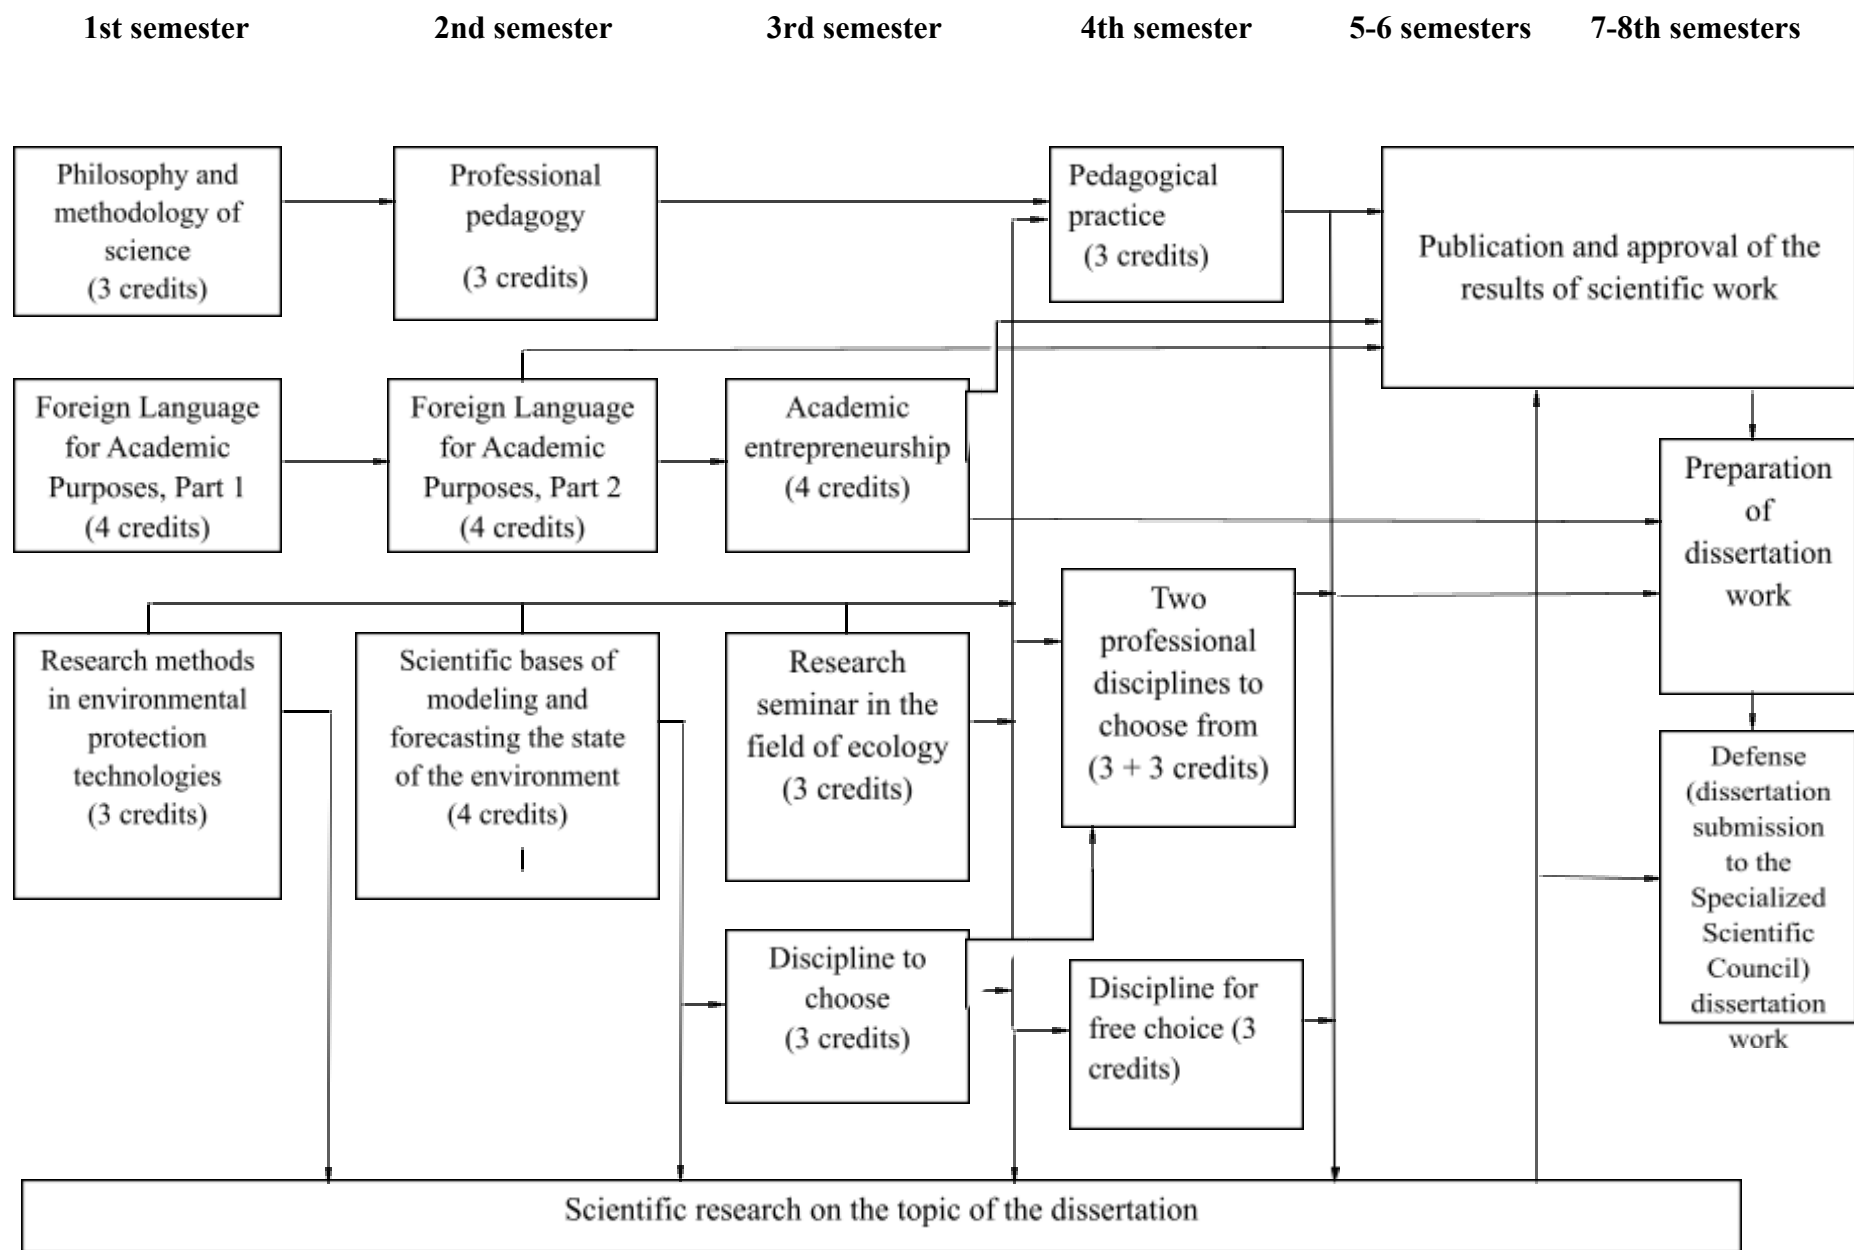 1st semester
2nd semester
3rd semester
4th semester
5-6 semesters
7-8th semesters
Philosophy and
methodology of
science
(3 credits)
Professional
pedagogy
(3 credits)
Pedagogical
practice
(3 credits)
Publication and approval of the
results of scientific work
Foreign Language
for Academic
Purposes, Part 1
(4 credits)
Foreign Language
for Academic
Purposes, Part 2
(4 credits)
Academic
entrepreneurship
(4 credits)
Preparation
of
dissertation
work
Research methods
in environmental
protection
technologies
(3 credits)
Scientific bases of
modeling and
forecasting the state
of the environment
(4 credits)
Research
seminar in the
field of ecology
(3 credits)
Two
professional
disciplines to
choose from
(3 + 3 credits)
Defense
(dissertation
submission
to the
Specialized
Scientific
Council)
dissertation
work
Discipline to
choose
(3 credits)
Discipline for
free choice (3
credits)
Scientific research on the topic of the dissertation